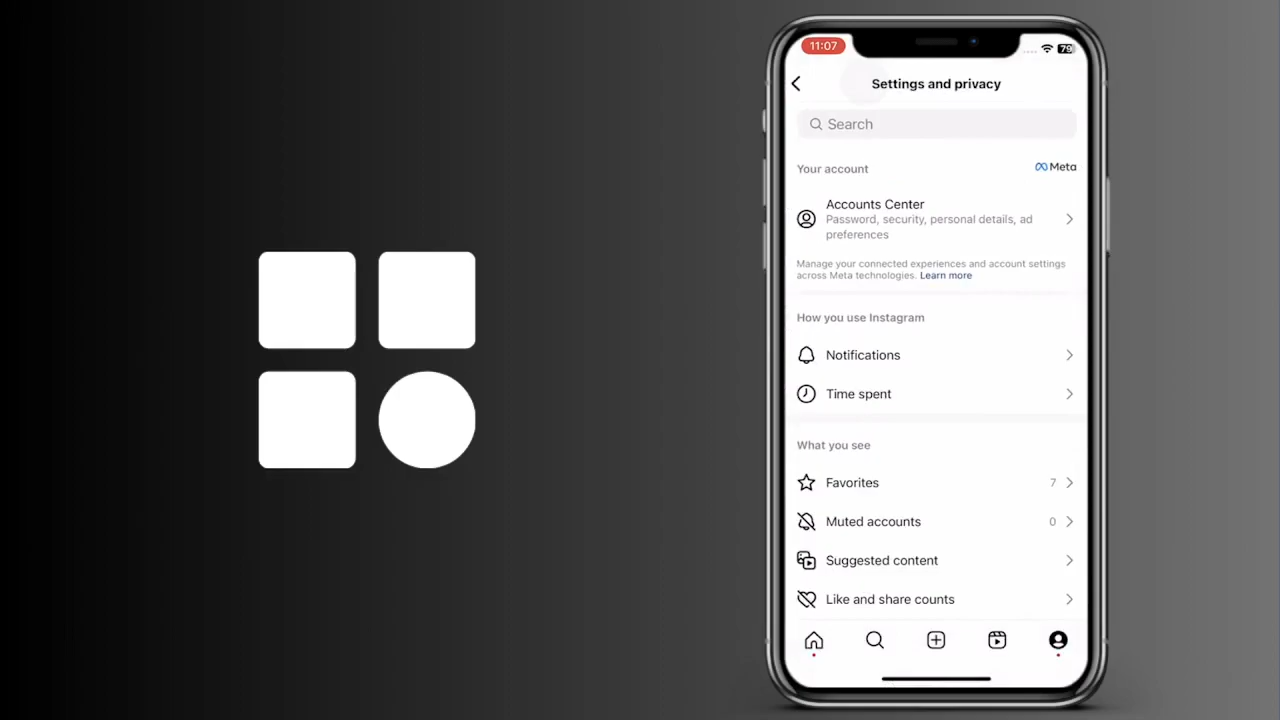 11:07
79
Settings and privacy
Search
Your account
Meta
Accounts Center
Password, security, personal details, ad
preferences
Manage your connected experiences and account settings
across Meta technologies. Learn more
How you use Instagram
Notifications
Time spent
What you see
Favorites 7
Muted accounts 0
Suggested content
Like and share counts